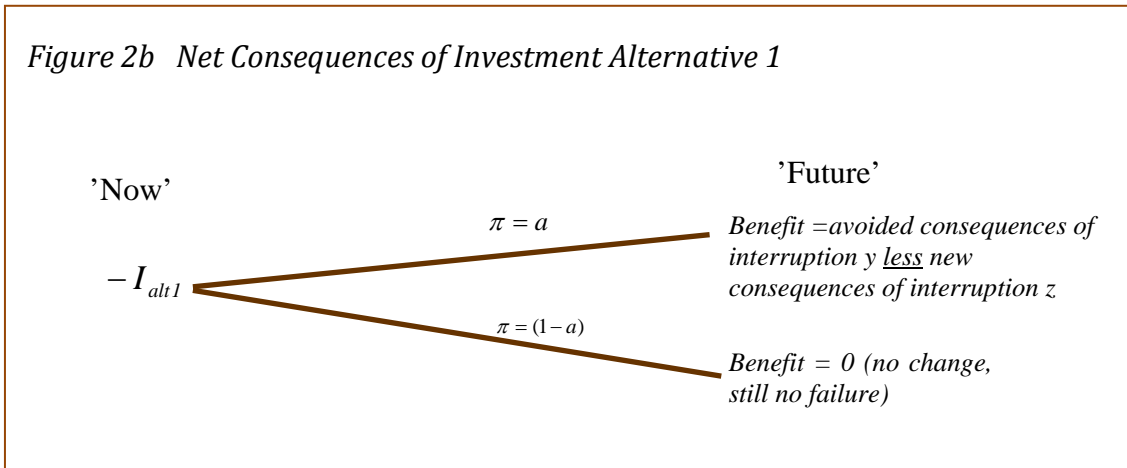 Figure 2b Net Consequences of Investment Alternative 1
’Now’
’Future’
π = a
Benefit =avoided consequences of
interruption y less new
consequences of interruption z
− I alt1
π = (1− a)
Benefit = 0 (no change,
still no failure)